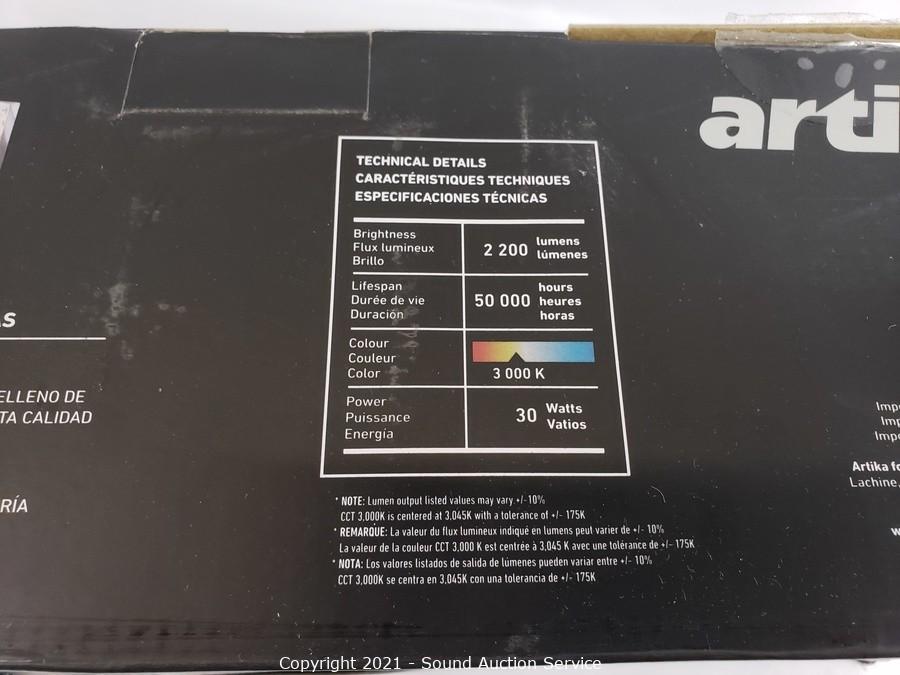 arti
TECHNICAL DETAILS
CARACTÉRISTIQUES TECHNIQUES
ESPECIFICACIONES TÉCNICAS
Brightness
Flux lumineux
Brillo
2 200 lumens
lúmenes
Lifespan
Durée de vie
Duración
50 000 hours
heures
horas
Colour
Couleur
Color
3 000 K
Power
Puissance
Energía
30 Watts
Vatios
* NOTE: Lumen output listed values may vary +/-10%
CCT 3,000K is centered at 3,045K with a tolerance of +/- 175K
* REMARQUE: La valeur du flux lumineux indiqué en lumens peut varier de +/- 10%
La valeur de la couleur CCT 3,000 K est centrée à 3,045 K avec une tolérance de +/- 175K
* NOTA: Los valores listados de salida de lúmenes pueden variar entre +/- 10%
CCT 3,000K se centra en 3,045K con una tolerancia de +/- 175K
AS
ELLENO DE
TA CALIDAD
RÍA
Impo
Imp
Impo
Artika fo
Lachine,
w
Copyright 2021 - Sound Auction Service